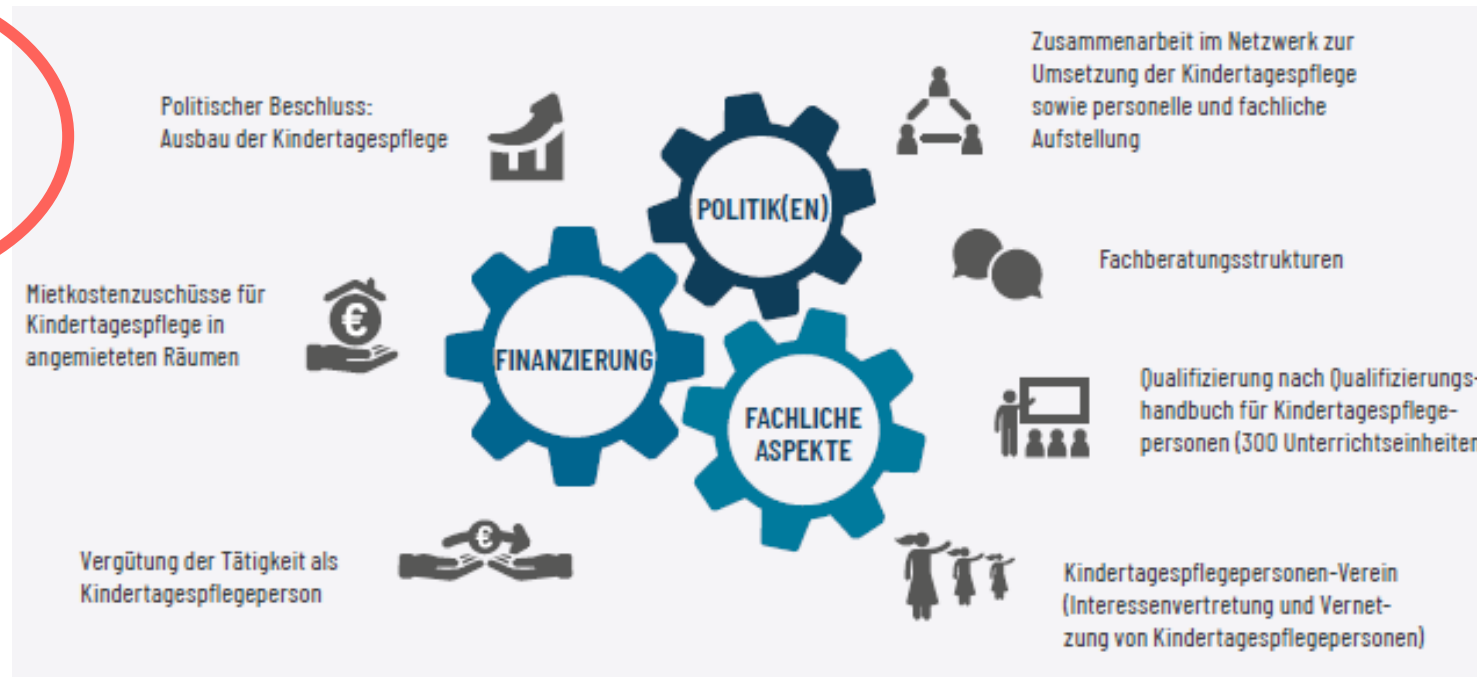 Politischer Beschluss:
Ausbau der Kindertagespflege
Zusammenarbeit im Netzwerk zur
Umsetzung der Kindertagespflege
sowie personelle und fachliche
Aufstellung
POLITIK(EN)
Fachberatungsstrukturen
Mietkostenzuschüsse für
Kindertagespflege in
angemieteten Räumen
€
FINANZIERUNG
FACHLICHE
ASPEKTE
Qualifizierung nach Qualifizierungs-
handbuch für Kindertagespflege-
personen (300 Unterrichtseinheiten
Vergütung der Tätigkeit als
Kindertagespflegeperson
€
Kindertagespflegepersonen-Verein
(Interessenvertretung und Vernet-
zung von Kindertagespflegepersonen)